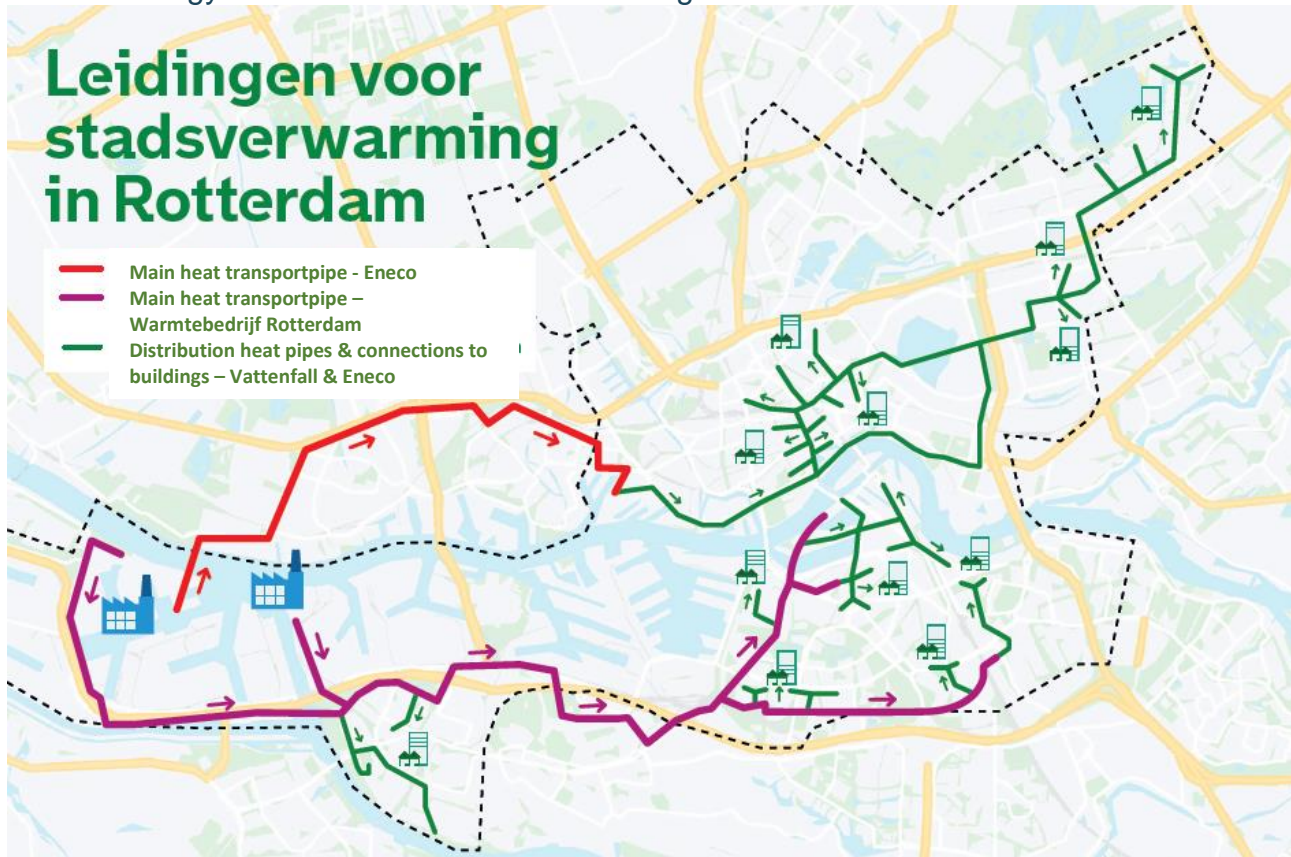 Leidingen voor
stadsverwarming
in Rotterdam
Main heat transportpipe - Eneco
Main heat transportpipe –
Warmtebedrijf Rotterdam
Distribution heat pipes & connections to
buildings – Vattenfall & Eneco